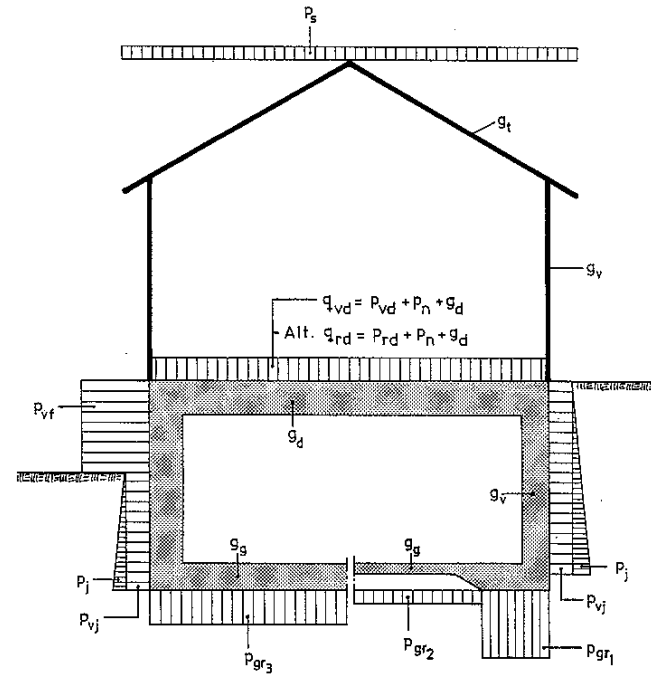 p_s
g_t
g_v
q_vd = p_vd + p_n + g_d
Alt. q_rd = p_rd + p_n + g_d
p_vf
g_d
g_v
g_g
g_g
p_j
p_j
p_vj
p_vj
p_gr3
p_gr2
p_gr1